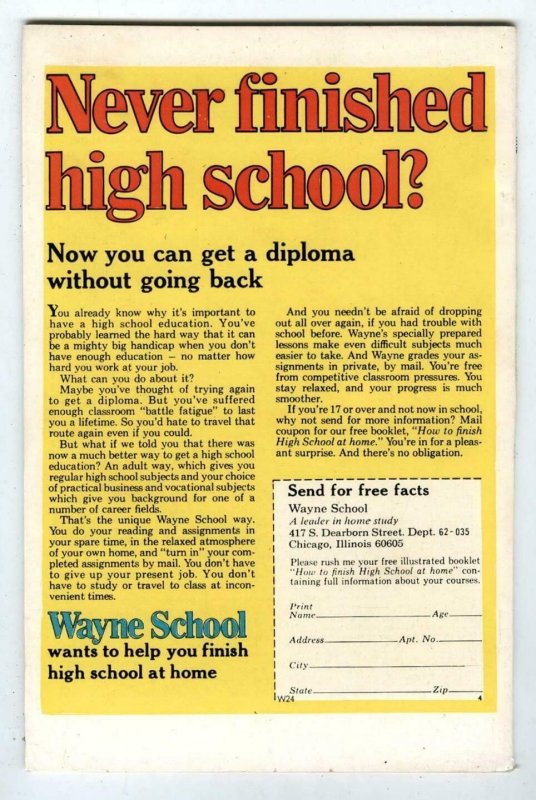 Never finished
high school?
Now you can get a diploma
without going back
You already know why it's important to
have a high school education. You've
probably learned the hard way that it can
be a mighty big handicap when you don't
have enough education – no matter how
hard you work at your job.
What can you do about it?
Maybe you've thought of trying again
to get a diploma. But you've suffered
enough classroom "battle fatigue" to last
you a lifetime. So you'd hate to travel that
route again even if you could.
But what if we told you that there was
now a much better way to get a high school
education? An adult way, which gives you
regular high school subjects and your choice
of practical business and vocational subjects
which give you background for one of a
number of career fields.
That's the unique Wayne School way.
You do your reading and assignments in
your spare time, in the relaxed atmosphere
of your own home, and "turn in" your com-
pleted assignments by mail. You don't have
to give up your present job. You don't
have to study or travel to class at incon-
venient times.
Wayne School
wants to help you finish
high school at home
And you needn't be afraid of dropping
out all over again, if you had trouble with
school before. Wayne's specially prepared
lessons make even difficult subjects much
easier to take. And Wayne grades your as-
signments in private, by mail. You're free
from competitive classroom pressures. You
stay relaxed, and your progress is much
smoother.
If you're 17 or over and not now in school,
why not send for more information? Mail
coupon for our free booklet, "How to finish
High School at home." You're in for a pleas-
ant surprise. And there's no obligation.
Send for free facts
Wayne School
A leader in home study
417 S. Dearborn Street. Dept. 62-035
Chicago, Illinois 60605
Please rush me your free illustrated booklet
"How to finish High School at home" con-
taining full information about your courses.
Print
Name Age
Address Apt. No.
City
State Zip
W24 4